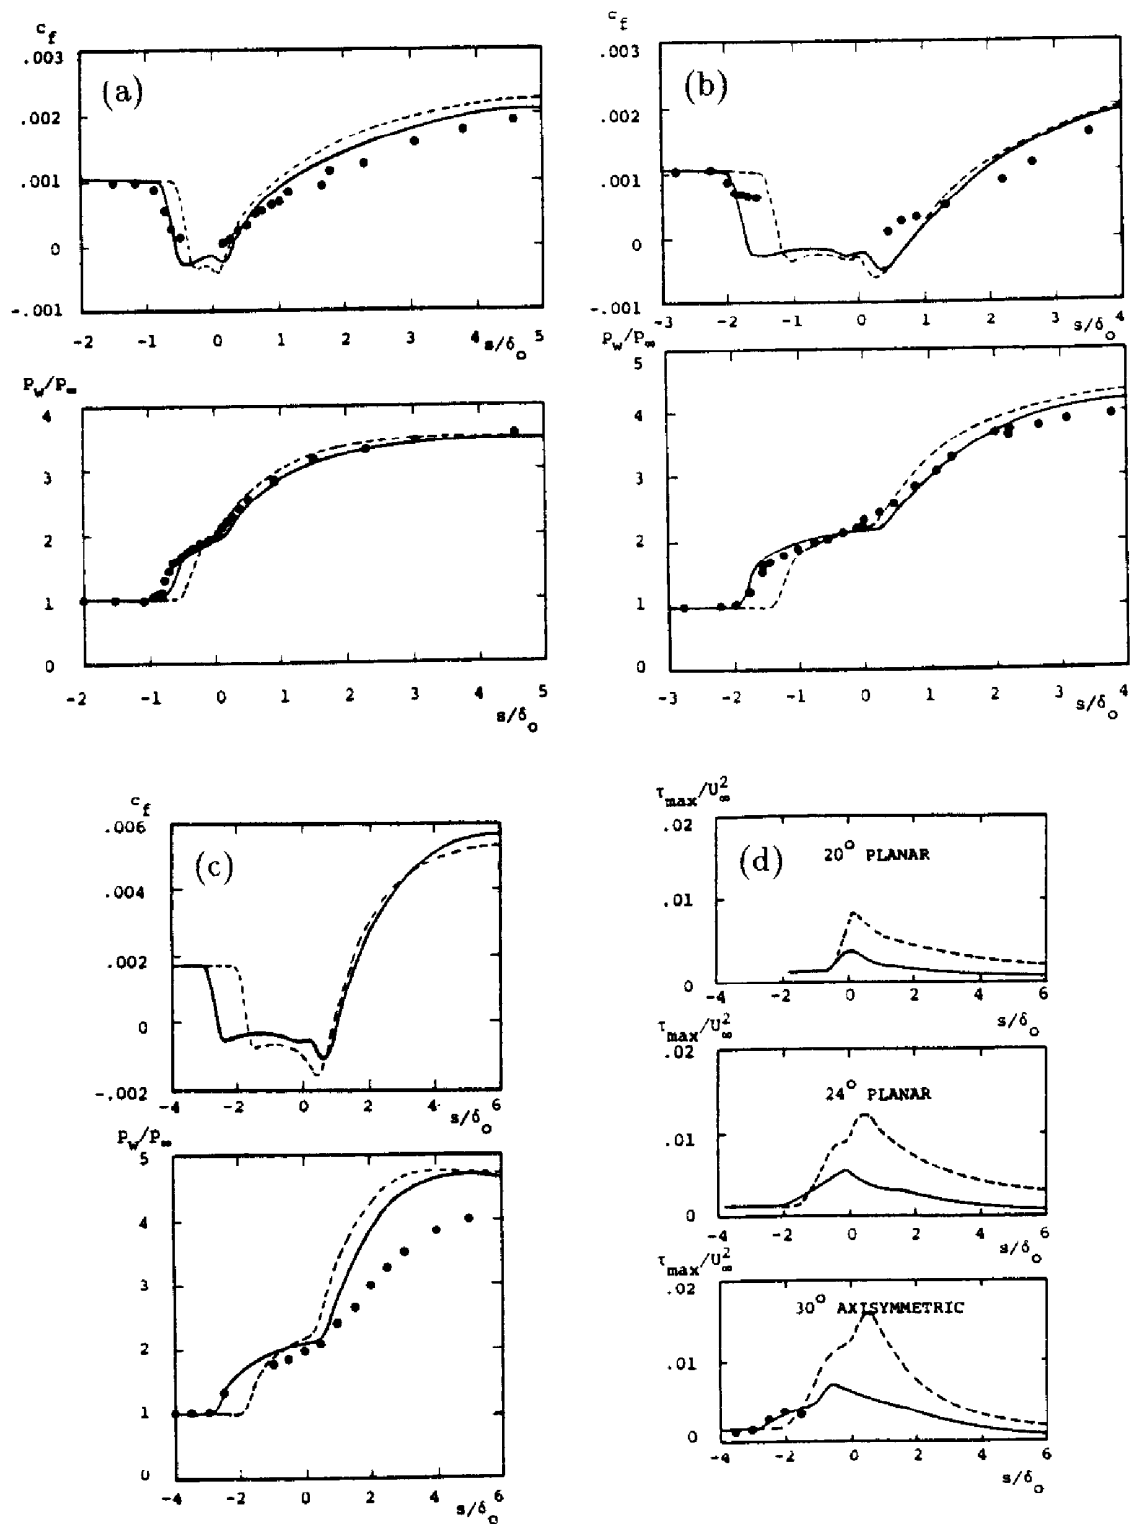 c_f
.003
(a)
.002
.001
0
-.001
-2 -1 0 1 2 3 4 s/δ_o 5
c_f
.003
(b)
.002
.001
0
-.001
-3 -2 -1 0 1 2 3 s/δ_o 4
P_w/P_∞
4
3
2
1
0
-2 -1 0 1 2 3 4 5
s/δ_o
P_w/P_∞
5
4
3
2
1
0
-3 -2 -1 0 1 2 3 4
s/δ_o
c_f
.006
(c)
.004
.002
0
-.002
-4 -2 0 2 4 6
s/δ_o
P_w/P_∞
5
4
3
2
1
0
-4 -2 0 2 4 6
s/δ_o
τ_max/U_∞^2
.02
(d)
20° PLANAR
.01
0
-4 -2 0 2 4 6
s/δ_o
τ_max/U_∞^2
.02
24° PLANAR
.01
0
-4 -2 0 2 4 6
s/δ_o
τ_max/U_∞^2
.02
30° AXISYMMETRIC
.01
0
-4 -2 0 2 4 6
s/δ_o